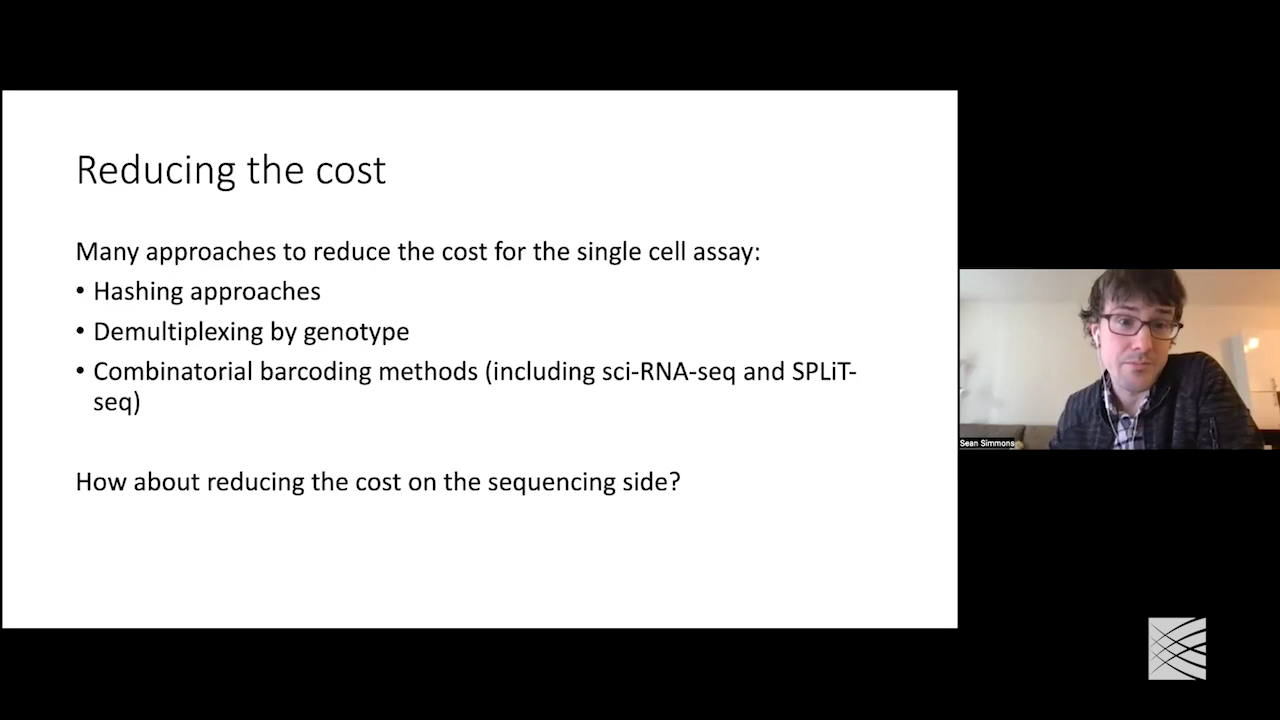 Reducing the cost
Many approaches to reduce the cost for the single cell assay:
• Hashing approaches
• Demultiplexing by genotype
• Combinatorial barcoding methods (including sci-RNA-seq and SPLiT-
seq)
How about reducing the cost on the sequencing side?
Sean Simmons